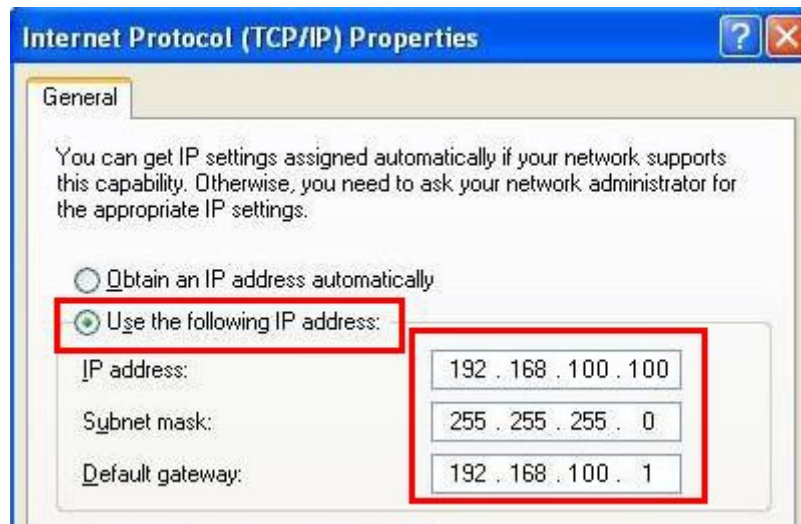 Internet Protocol (TCP/IP) Properties
?
General
You can get IP settings assigned automatically if your network supports
this capability. Otherwise, you need to ask your network administrator for
the appropriate IP settings.
Obtain an IP address automatically
Use the following IP address:
IP address: 192 . 168 . 100 . 100
Subnet mask: 255 . 255 . 255 . 0
Default gateway: 192 . 168 . 100 . 1